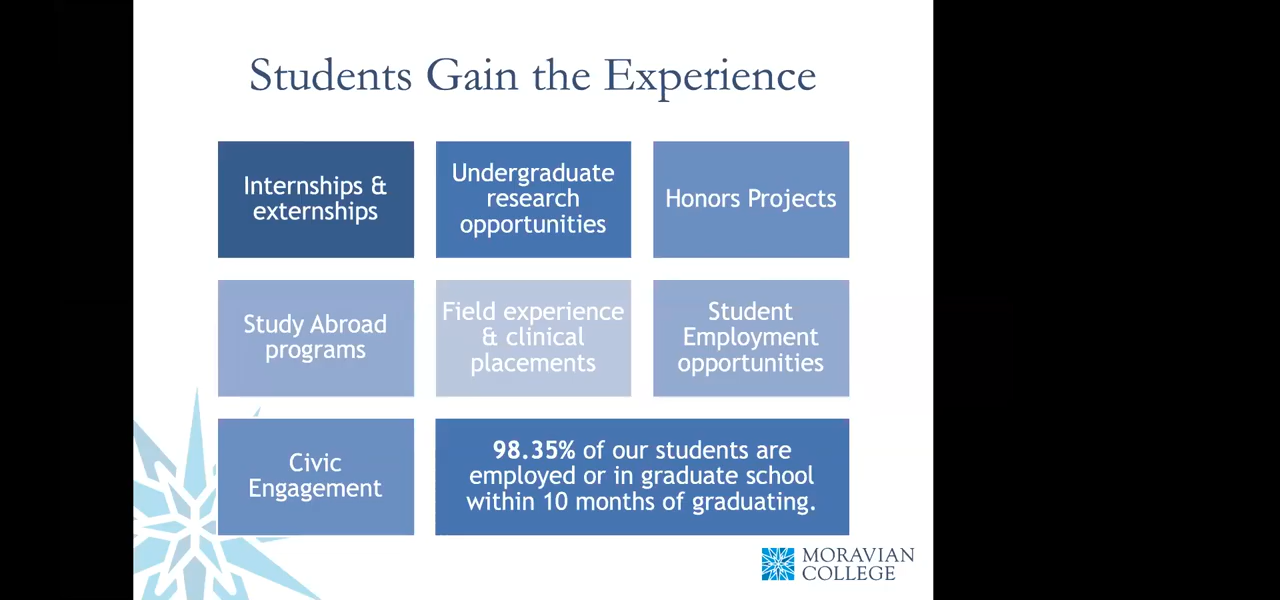 Students Gain the Experience
Internships &
externships
Undergraduate
research
opportunities
Honors Projects
Study Abroad
programs
Field experience
& clinical
placements
Student
Employment
opportunities
Civic
Engagement
98.35% of our students are
employed or in graduate school
within 10 months of graduating.
MORAVIAN
COLLEGE